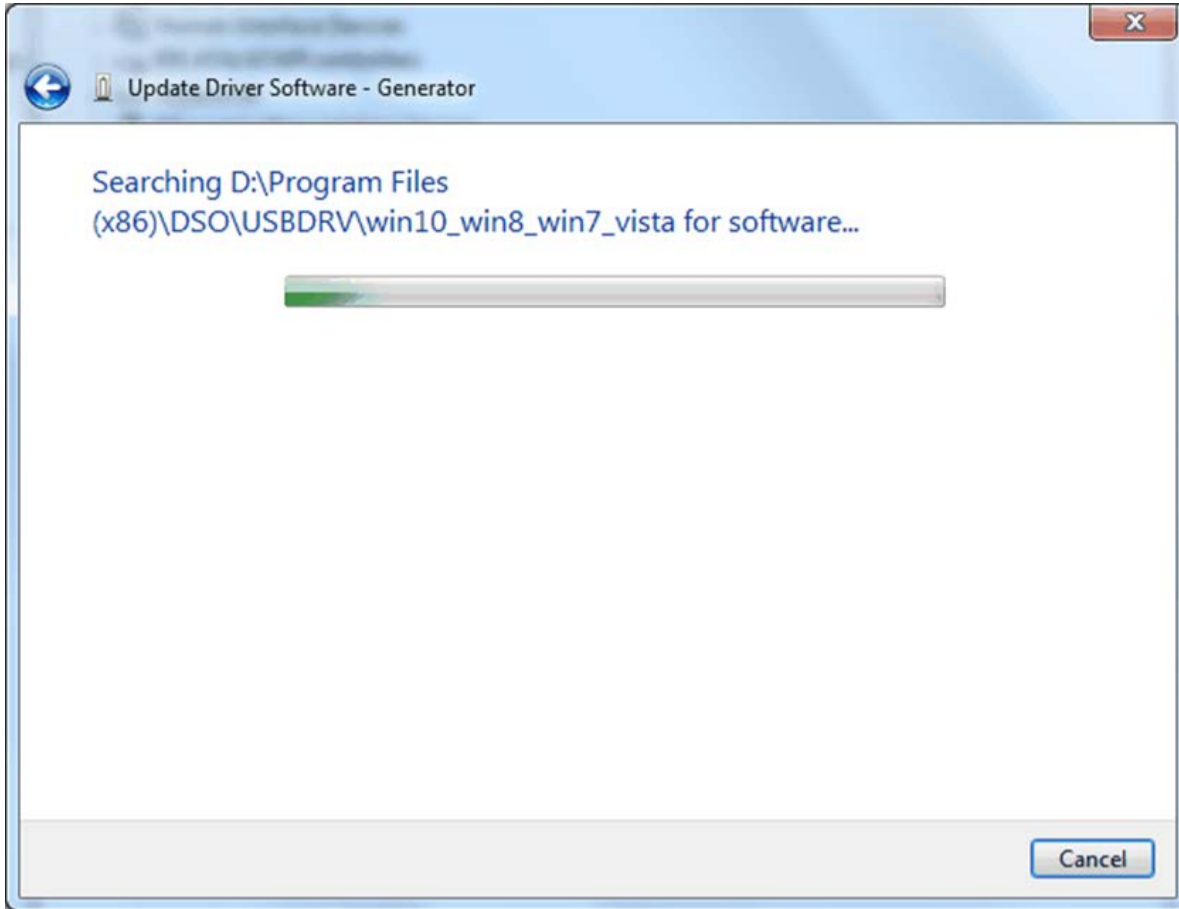 Update Driver Software - Generator
Searching D:\Program Files
(x86)\DSO\USBDRV\win10_win8_win7_vista for software...
Cancel